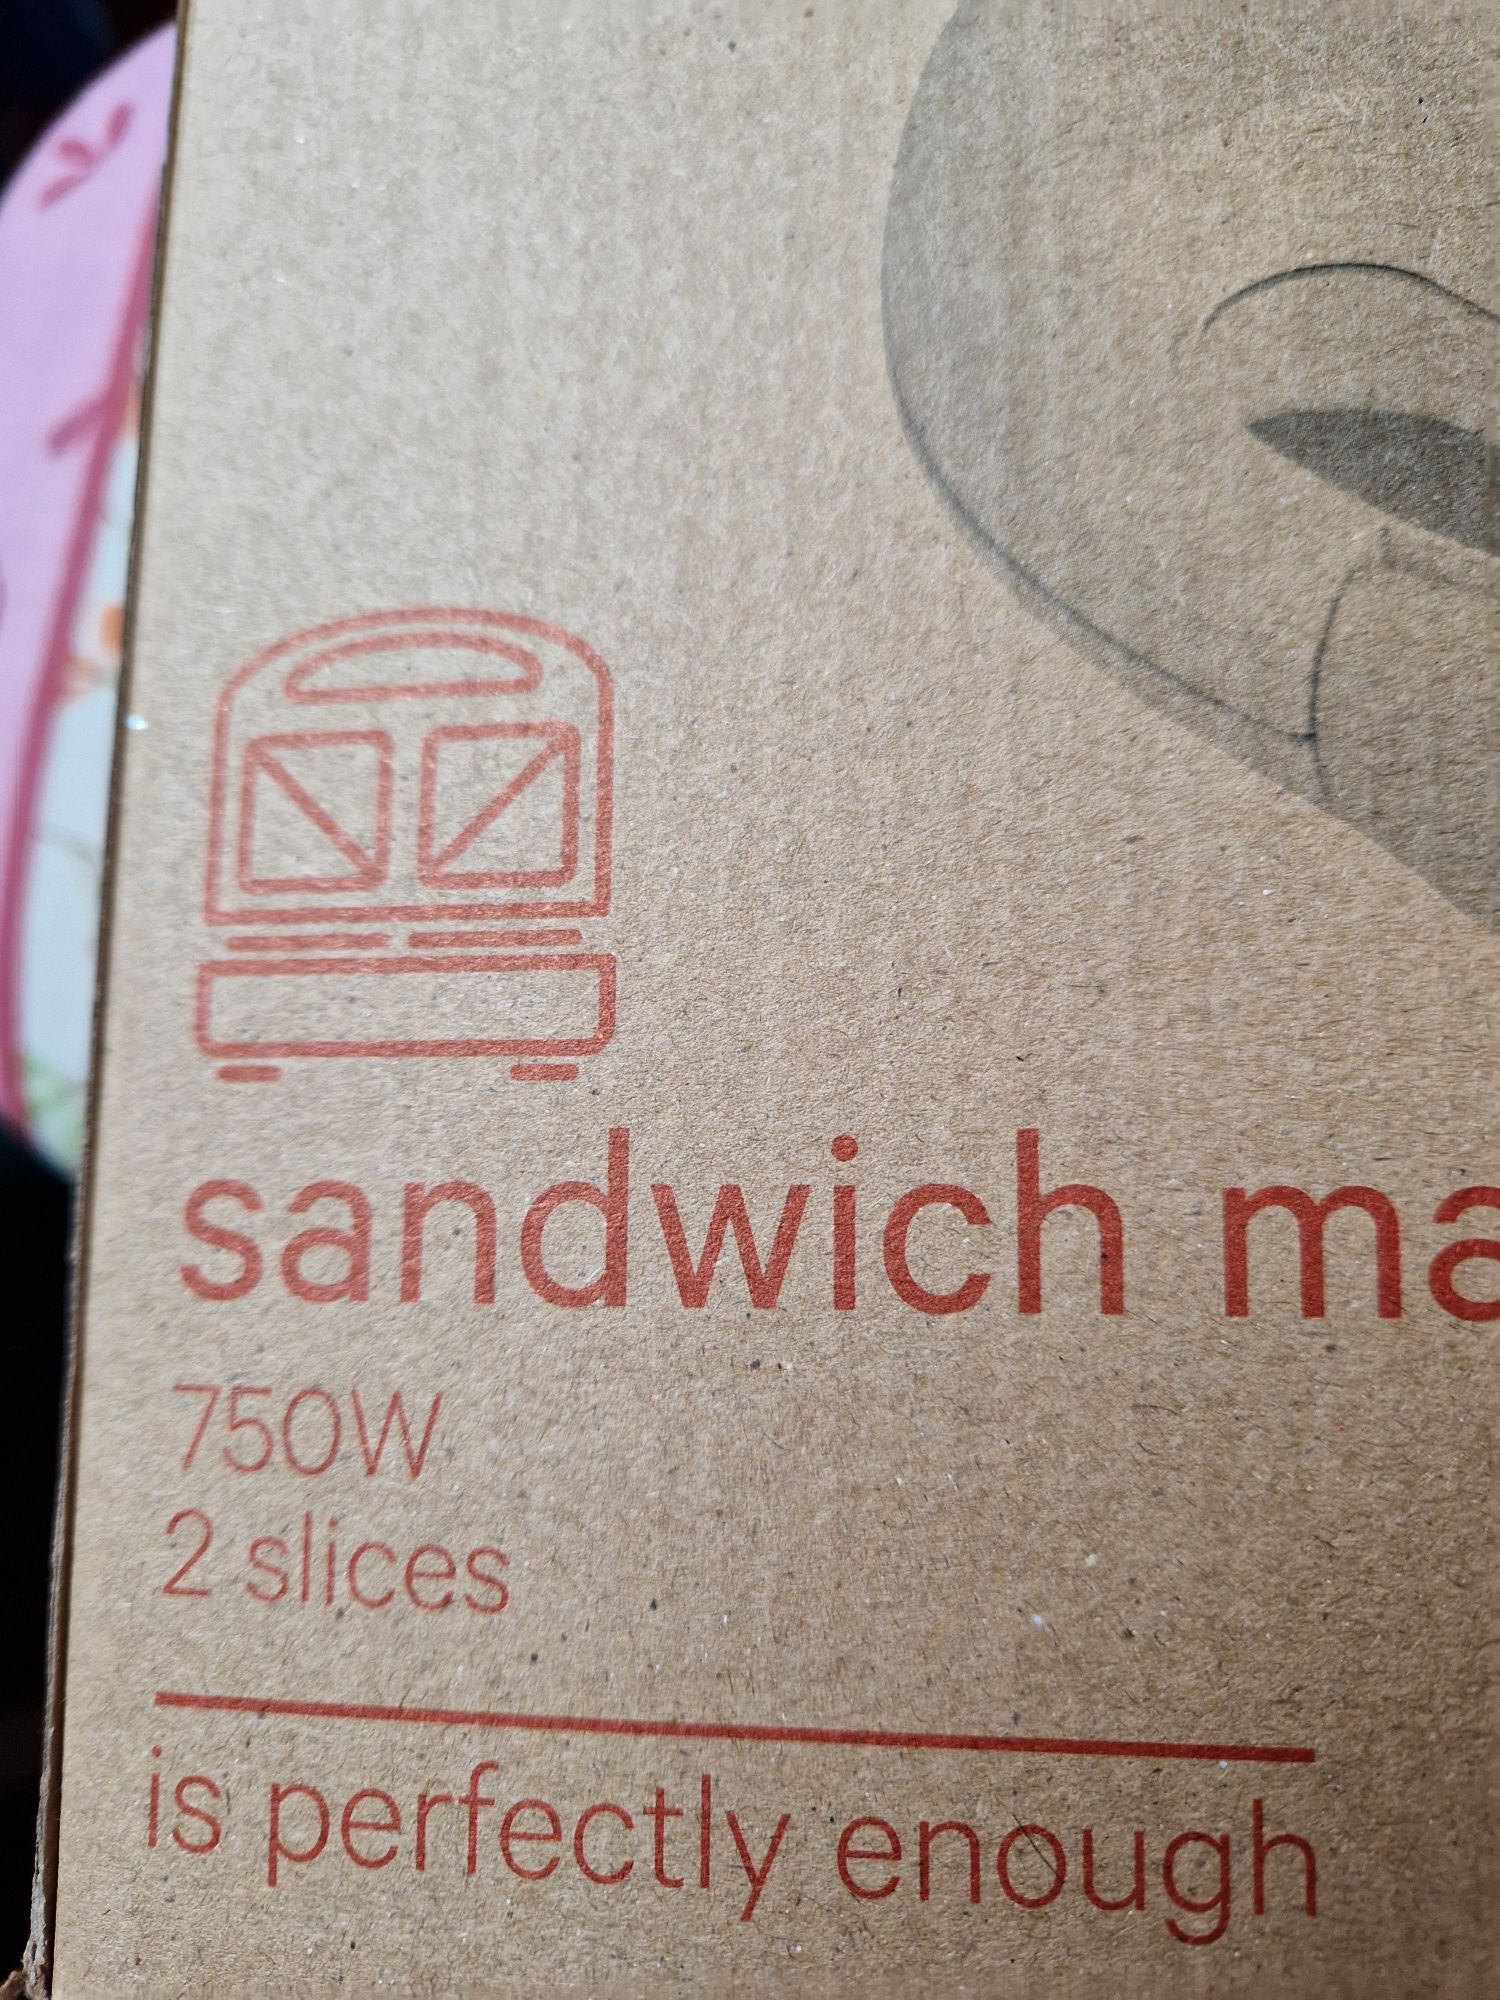 sandwich ma
750W
2 slices
is perfectly enough